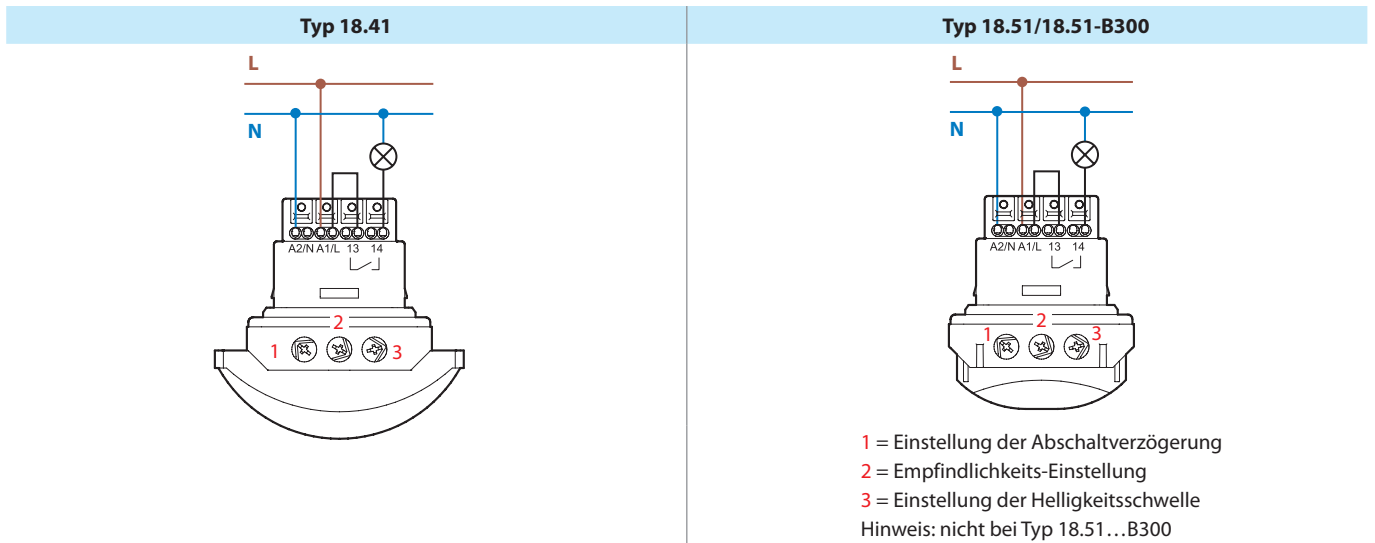 Typ 18.41
L
N
A2/N A1/L 13 14
2
1
3
Typ 18.51/18.51-B300
L
N
A2/N A1/L 13 14
2
1
3
1 = Einstellung der Abschaltverzögerung
2 = Empfindlichkeits-Einstellung
3 = Einstellung der Helligkeitsschwelle
Hinweis: nicht bei Typ 18.51…B300